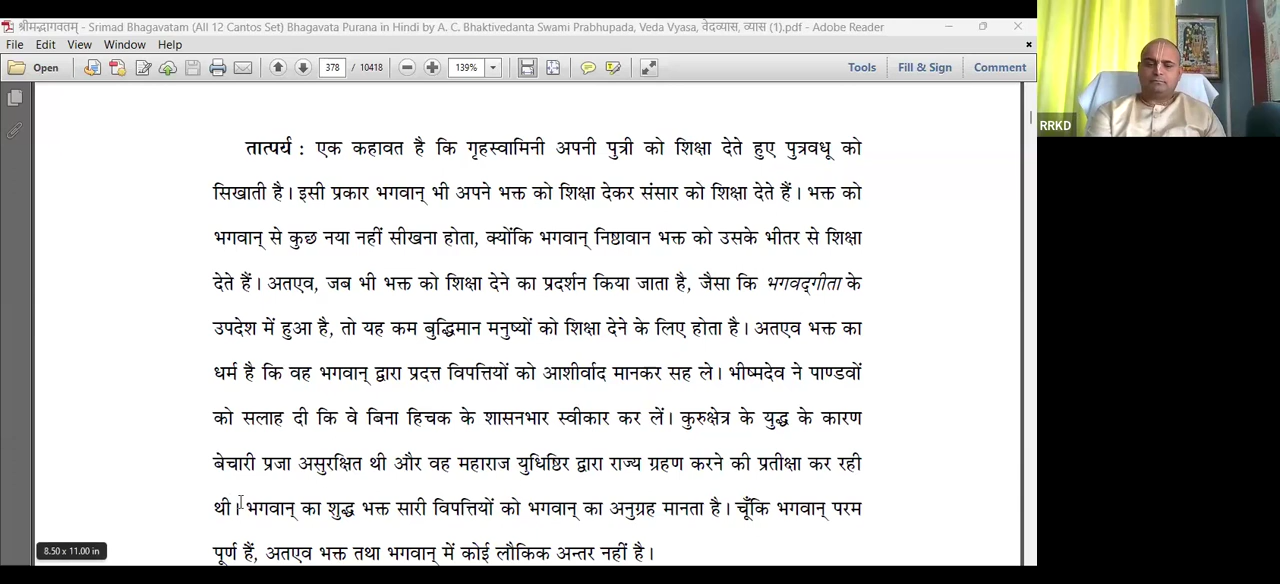 श्रीमद्भागवतम् - Srimad Bhagavatam (All 12 Cantos Set) Bhagavata Purana in Hindi by A. C. Bhaktivedanta Swami Prabhupada, Veda Vyasa, वेदव्यास, व्यास (1).pdf - Adobe Reader
File Edit View Window Help
Open 378 / 10418 139% Tools Fill & Sign Comment
RRKD
तात्पर्य : एक कहावत है कि गृहस्वामिनी अपनी पुत्री को शिक्षा देते हुए पुत्रवधू को
सिखाती है। इसी प्रकार भगवान् भी अपने भक्त को शिक्षा देकर संसार को शिक्षा देते हैं। भक्त को
भगवान् से कुछ नया नहीं सीखना होता, क्योंकि भगवान् निष्ठावान भक्त को उसके भीतर से शिक्षा
देते हैं। अतएव, जब भी भक्त को शिक्षा देने का प्रदर्शन किया जाता है, जैसा कि भगवद्गीता के
उपदेश में हुआ है, तो यह कम बुद्धिमान मनुष्यों को शिक्षा देने के लिए होता है। अतएव भक्त का
धर्म है कि वह भगवान् द्वारा प्रदत्त विपत्तियों को आशीर्वाद मानकर सह ले। भीष्मदेव ने पाण्डवों
को सलाह दी कि वे बिना हिचक के शासनभार स्वीकार कर लें। कुरुक्षेत्र के युद्ध के कारण
बेचारी प्रजा असुरक्षित थी और वह महाराज युधिष्ठिर द्वारा राज्य ग्रहण करने की प्रतीक्षा कर रही
थी। भगवान् का शुद्ध भक्त सारी विपत्तियों को भगवान् का अनुग्रह मानता है। चूँकि भगवान् परम
पूर्ण हैं, अतएव भक्त तथा भगवान् में कोई लौकिक अन्तर नहीं है।
8.50 x 11.00 in